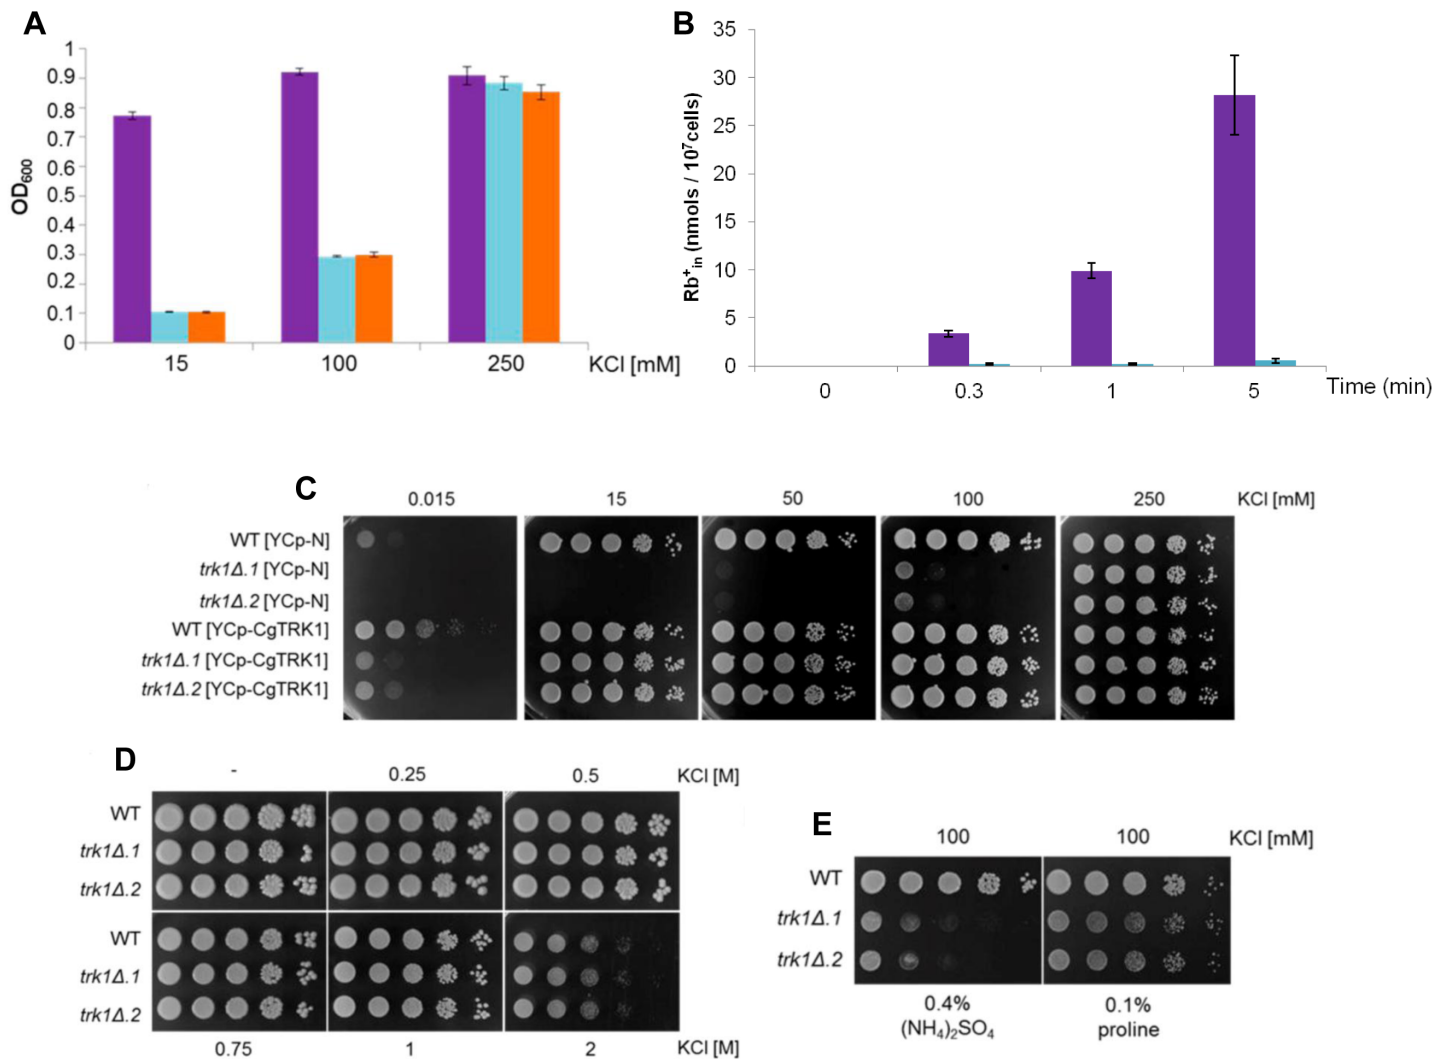 A
OD600
1
0.9
0.8
0.7
0.6
0.5
0.4
0.3
0.2
0.1
0
15 100 250 KCl [mM]
B
Rb+in (nmols / 10^7cells)
35
30
25
20
15
10
5
0
0 0.3 1 5 Time (min)
C
0.015 15 50 100 250 KCl [mM]
WT [YCp-N]
trk1Δ.1 [YCp-N]
trk1Δ.2 [YCp-N]
WT [YCp-CgTRK1]
trk1Δ.1 [YCp-CgTRK1]
trk1Δ.2 [YCp-CgTRK1]
D
- 0.25 0.5 KCl [M]
WT
trk1Δ.1
trk1Δ.2
WT
trk1Δ.1
trk1Δ.2
0.75 1 2 KCl [M]
E
100 100 KCl [mM]
WT
trk1Δ.1
trk1Δ.2
0.4% 0.1%
(NH4)2SO4 proline